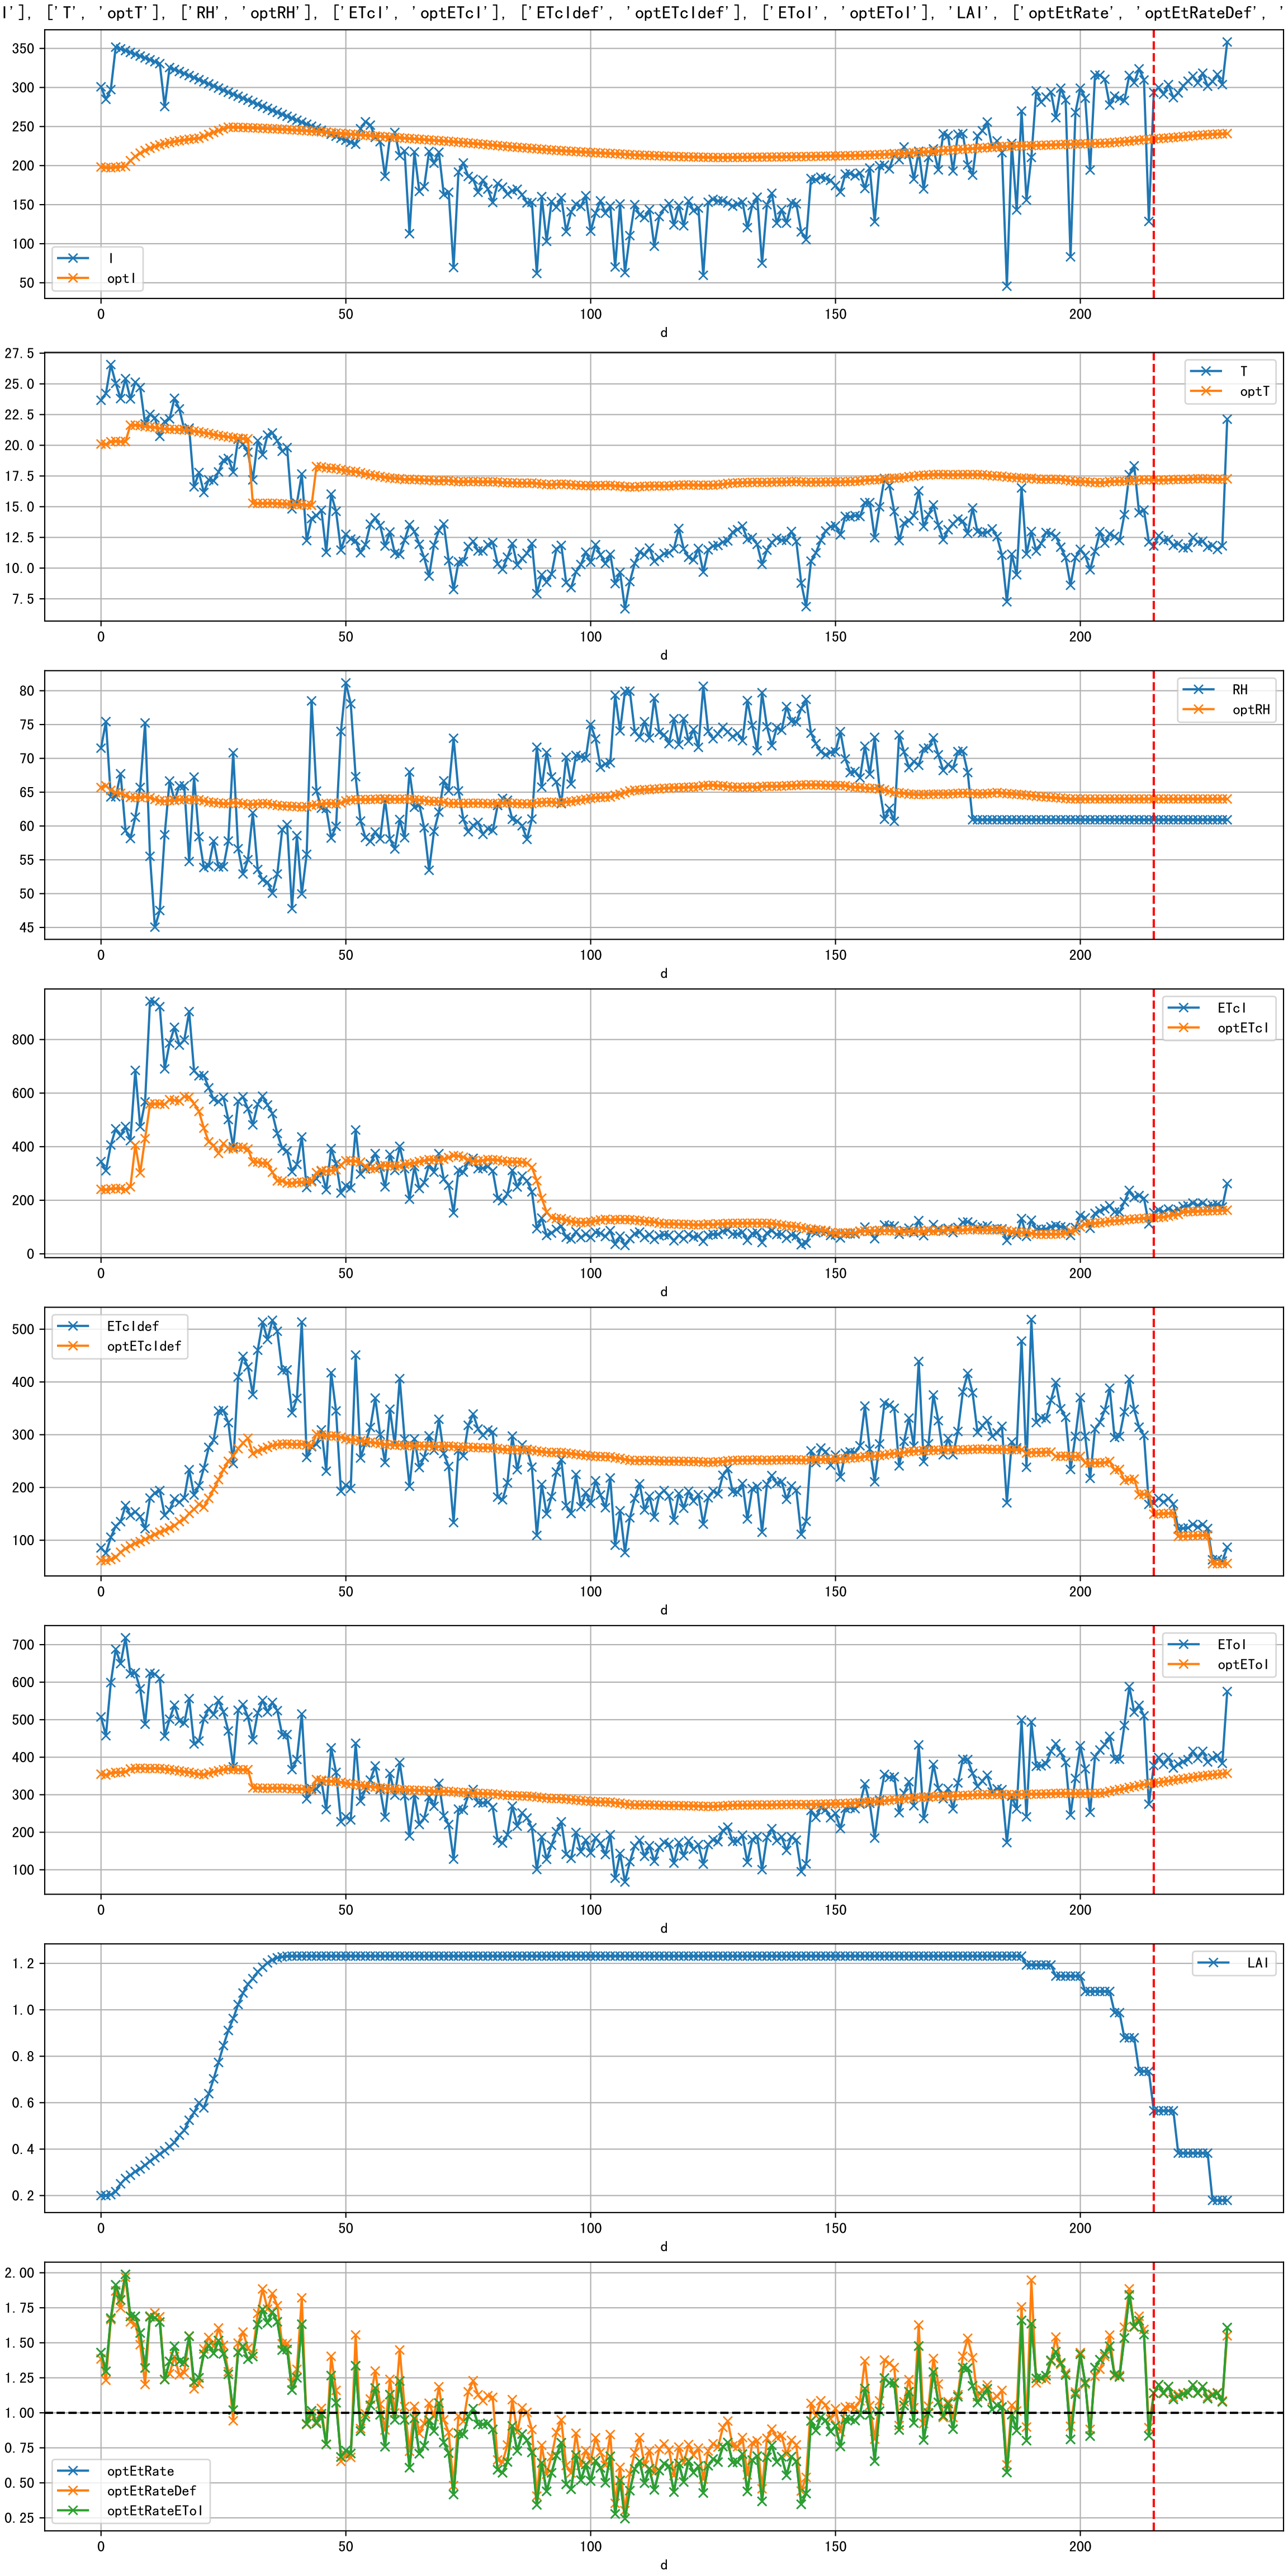 I'], ['T', 'optT'], ['RH', 'optRH'], ['ETcI', 'optETcI'], ['ETcIdef', 'optETcIdef'], ['EToI', 'optEToI'], 'LAI', ['optEtRate', 'optEtRateDef', '
350
300
250
200
150
100
50
I
optI
0 50 100 150 200
d
27.5
25.0
22.5
20.0
17.5
15.0
12.5
10.0
7.5
T
optT
0 50 100 150 200
d
80
75
70
65
60
55
50
45
RH
optRH
0 50 100 150 200
d
800
600
400
200
0
ETcI
optETcI
0 50 100 150 200
d
500
400
300
200
100
ETcIdef
optETcIdef
0 50 100 150 200
d
700
600
500
400
300
200
100
EToI
optEToI
0 50 100 150 200
d
1.2
1.0
0.8
0.6
0.4
0.2
LAI
0 50 100 150 200
d
2.00
1.75
1.50
1.25
1.00
0.75
0.50
0.25
optEtRate
optEtRateDef
optEtRateEToI
0 50 100 150 200
d